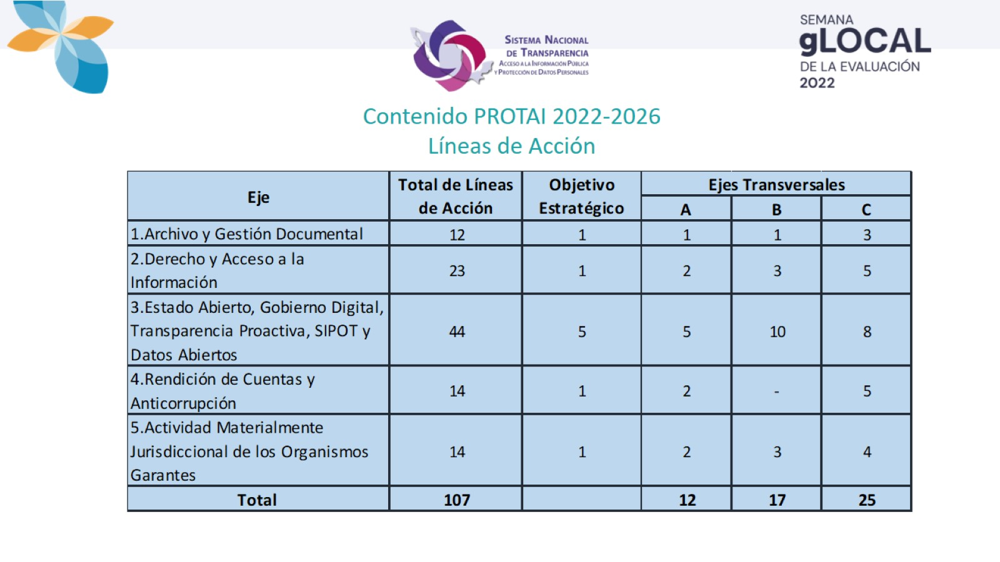 SISTEMA NACIONAL
DE TRANSPARENCIA
ACCESO A LA INFORMACIÓN PÚBLICA
Y PROTECCIÓN DE DATOS PERSONALES
SEMANA
gLOCAL
DE LA EVALUACIÓN
2022
Contenido PROTAI 2022-2026
Líneas de Acción
Eje
Total de Líneas
de Acción
Objetivo
Estratégico
Ejes Transversales
A B C
1.Archivo y Gestión Documental 12 1 1 1 3
2.Derecho y Acceso a la
Información 23 1 2 3 5
3.Estado Abierto, Gobierno Digital,
Transparencia Proactiva, SIPOT y 44 5 5 10 8
Datos Abiertos
4.Rendición de Cuentas y
Anticorrupción 14 1 2 - 5
5.Actividad Materialmente
Jurisdiccional de los Organismos 14 1 2 3 4
Garantes
Total 107 12 17 25